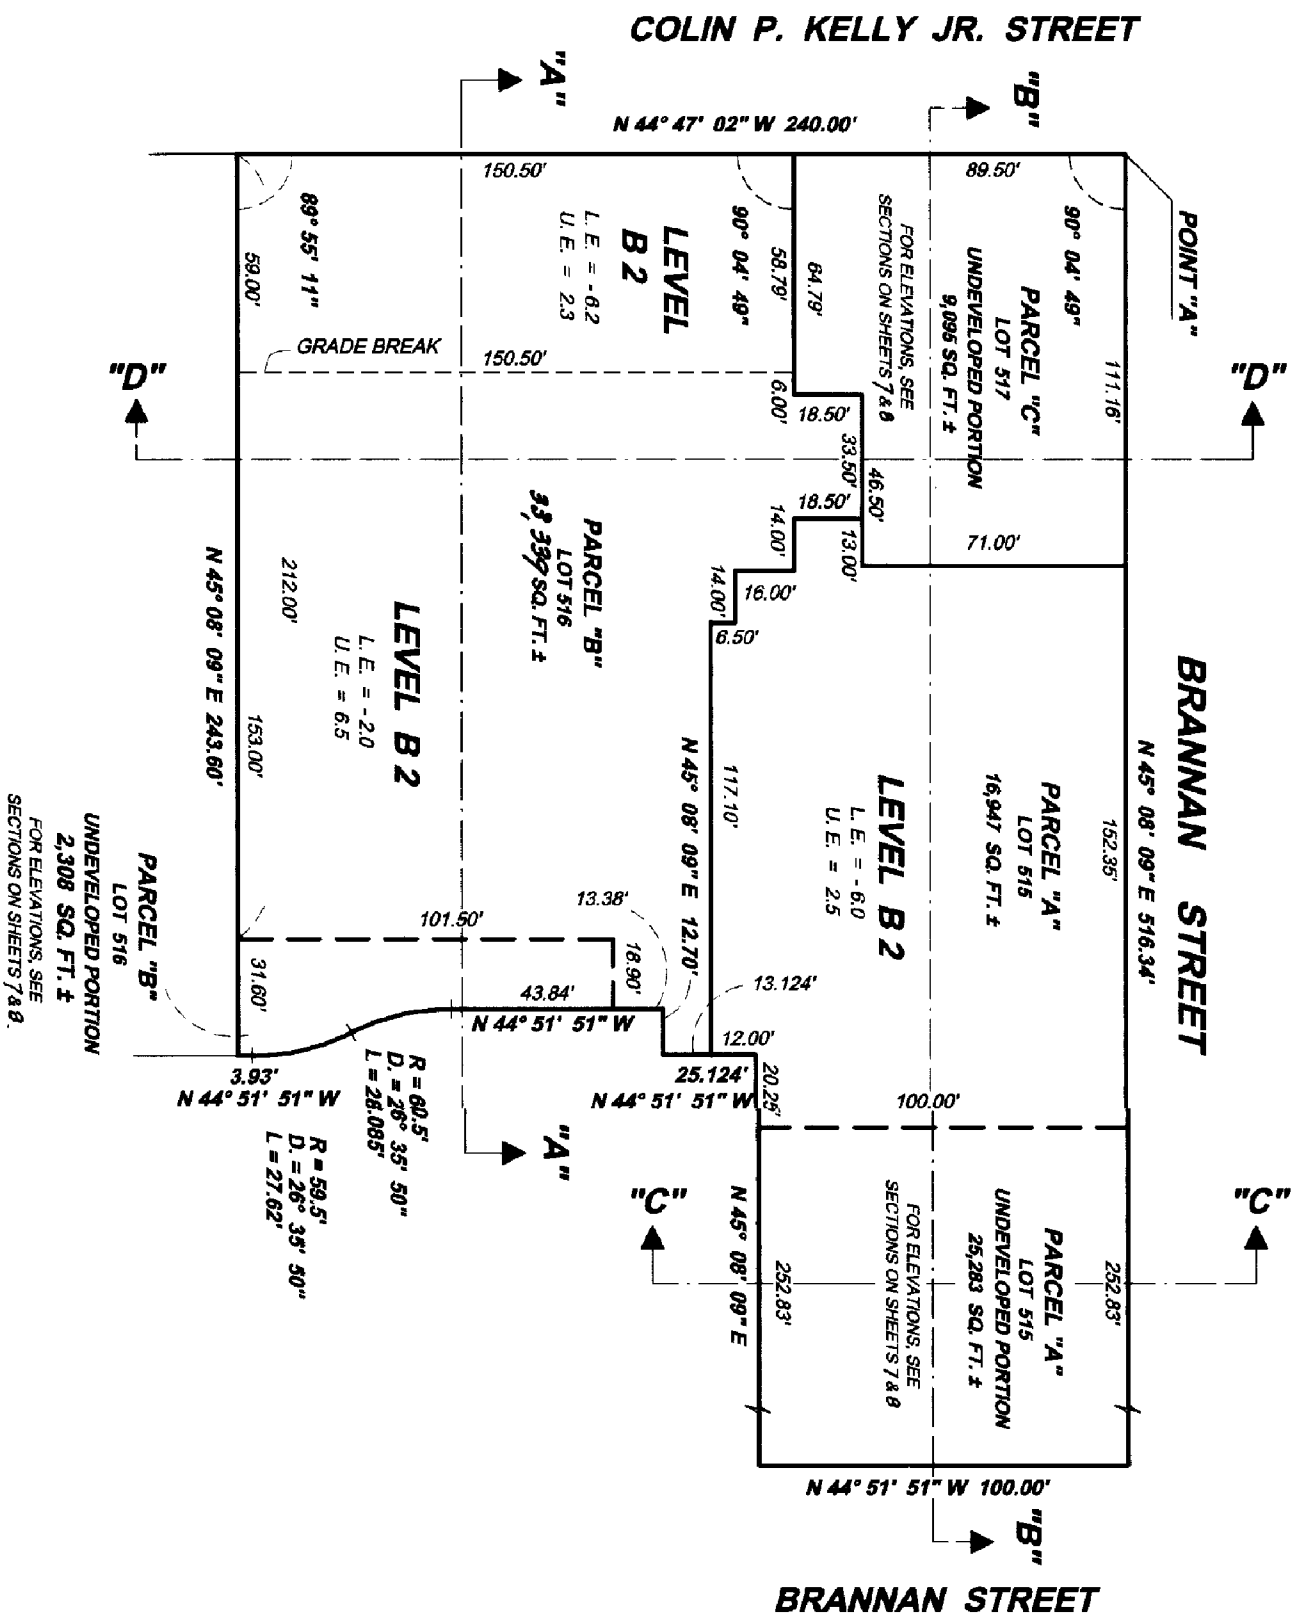 COLIN P. KELLY JR. STREET
"A"
"B"
N 44° 47' 02" W 240.00'
150.50'
89.50'
POINT "A"
89° 55' 11"
59.00'
LEVEL
B 2
L. E. = -6.2
U. E. = 2.3
90° 04' 49"
58.79'
64.79'
FOR ELEVATIONS, SEE
SECTIONS ON SHEETS 7 & 8
PARCEL "C"
LOT 517
UNDEVELOPED PORTION
9,095 SQ. FT. ±
90° 04' 49"
111.16'
GRADE BREAK
150.50'
"D"
"D"
6.00'
18.50'
33.50'
46.50'
18.50'
14.00'
13.00'
71.00'
16.00'
14.00'
6.50'
N 45° 08' 09" E 243.60'
212.00'
153.00'
PARCEL "B"
LOT 516
SQ. FT. ±
LEVEL B 2
L. E. = -2.0
U. E. = 6.5
N 45° 08' 09" E 12.70'
117.10'
LEVEL B 2
L. E. = -6.0
U. E. = 2.5
PARCEL "A"
LOT 515
16,947 SQ. FT. ±
152.35'
BRANNAN STREET
N 45° 08' 09" E 516.34'
PARCEL "B"
LOT 516
UNDEVELOPED PORTION
2,308 SQ. FT. ±
FOR ELEVATIONS, SEE
SECTIONS ON SHEETS 7 & 8.
101.50'
13.38'
18.90'
31.60'
43.84'
N 44° 51' 51" W
13.124'
12.00'
25.124'
N 44° 51' 51" W
20.25'
100.00'
3.93'
N 44° 51' 51" W
R = 60.5'
D. = 26° 35' 50"
L = 28.085'
R = 59.5'
D. = 26° 35' 50"
L = 27.62'
"A"
"C"
"C"
N 45° 08' 09" E
252.83'
FOR ELEVATIONS, SEE
SECTIONS ON SHEETS 7 & 8
PARCEL "A"
LOT 515
UNDEVELOPED PORTION
25,283 SQ. FT. ±
252.83'
N 44° 51' 51" W 100.00'
"B"
BRANNAN STREET